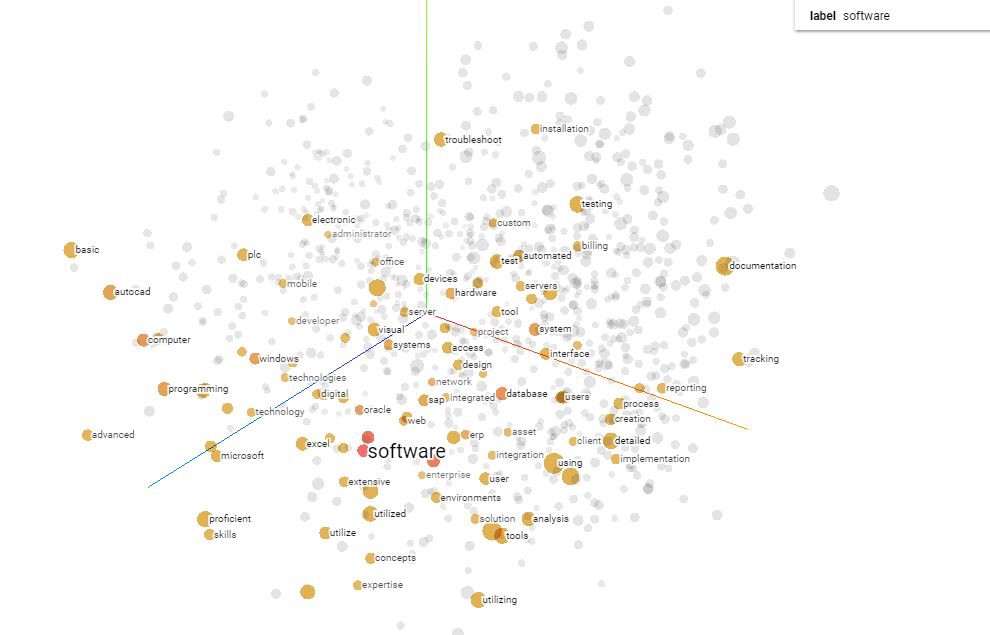 label software
troubleshoot
installation
testing
electronic
administrator
custom
billing
basic
plc
office
test
automated
documentation
autocad
mobile
devices
hardware
servers
server
tool
developer
visual
project
system
computer
systems
access
interface
windows
design
tracking
technologies
network
programming
digital
sap
integrated
database
users
reporting
process
technology
oracle
web
creation
advanced
excel
erp
asset
client
detailed
microsoft
software
integration
using
implementation
extensive
enterprise
user
environments
proficient
utilized
solution
analysis
skills
utilize
tools
concepts
expertise
utilizing